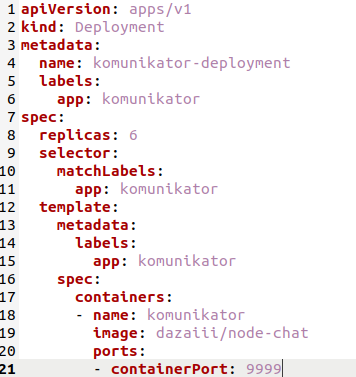 1 apiVersion: apps/v1
2 kind: Deployment
3 metadata:
4   name: komunikator-deployment
5   labels:
6     app: komunikator
7 spec:
8   replicas: 6
9   selector:
10     matchLabels:
11       app: komunikator
12   template:
13     metadata:
14       labels:
15         app: komunikator
16     spec:
17       containers:
18       - name: komunikator
19         image: dazaiii/node-chat
20         ports:
21         - containerPort: 9999